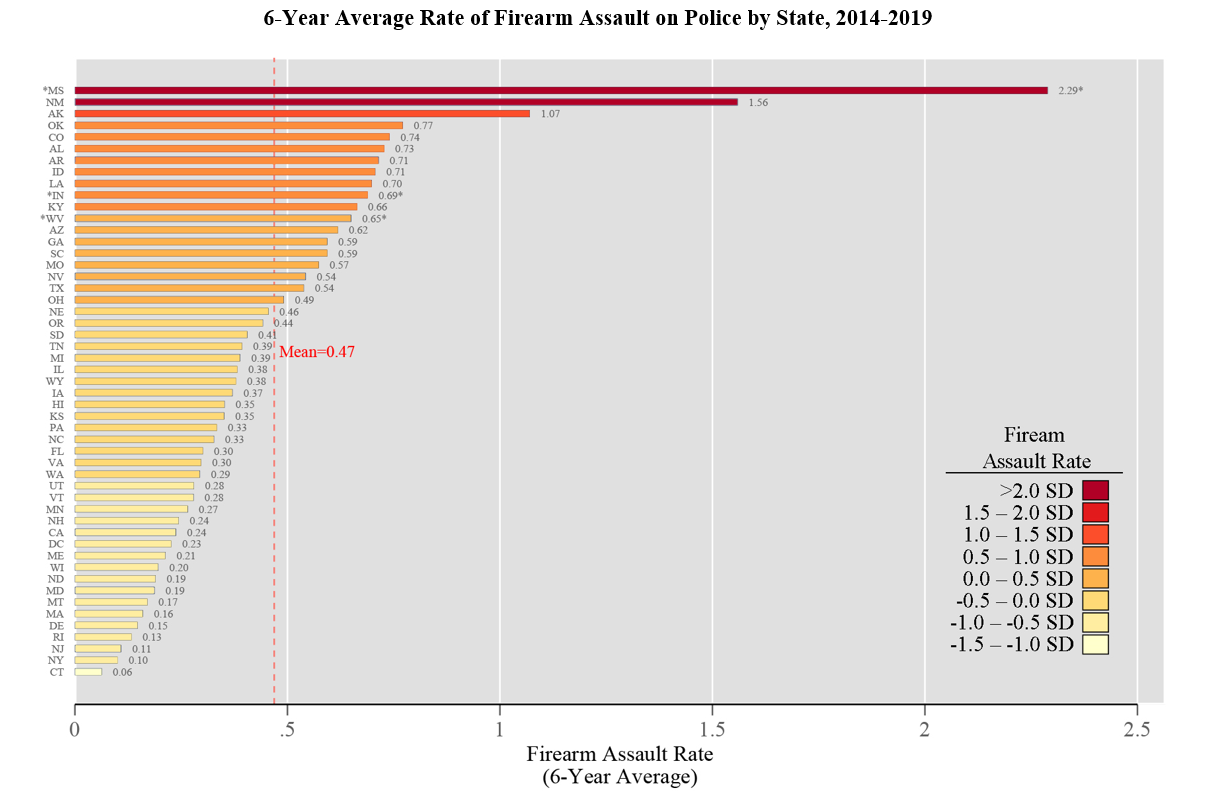 6-Year Average Rate of Firearm Assault on Police by State, 2014-2019
*MS 2.29*
NM 1.56
AK 1.07
OK 0.77
CO 0.74
AL 0.73
AR 0.71
ID 0.71
LA 0.70
*IN 0.69*
KY 0.66
*WV 0.65*
AZ 0.62
GA 0.59
SC 0.59
MO 0.57
NV 0.54
TX 0.54
OH 0.49
NE 0.46
OR 0.44
SD 0.41
TN 0.39
Mean=0.47
MI 0.39
IL 0.38
WY 0.38
IA 0.37
HI 0.35
KS 0.35
PA 0.33
NC 0.33
FL 0.30
VA 0.30
WA 0.29
UT 0.28
VT 0.28
MN 0.27
NH 0.24
CA 0.24
DC 0.23
ME 0.21
WI 0.20
ND 0.19
MD 0.19
MT 0.17
MA 0.16
DE 0.15
RI 0.13
NJ 0.11
NY 0.10
CT 0.06
Fiream
Assault Rate
>2.0 SD
1.5 – 2.0 SD
1.0 – 1.5 SD
0.5 – 1.0 SD
0.0 – 0.5 SD
-0.5 – 0.0 SD
-1.0 – -0.5 SD
-1.5 – -1.0 SD
0 .5 1 1.5 2 2.5
Firearm Assault Rate
(6-Year Average)